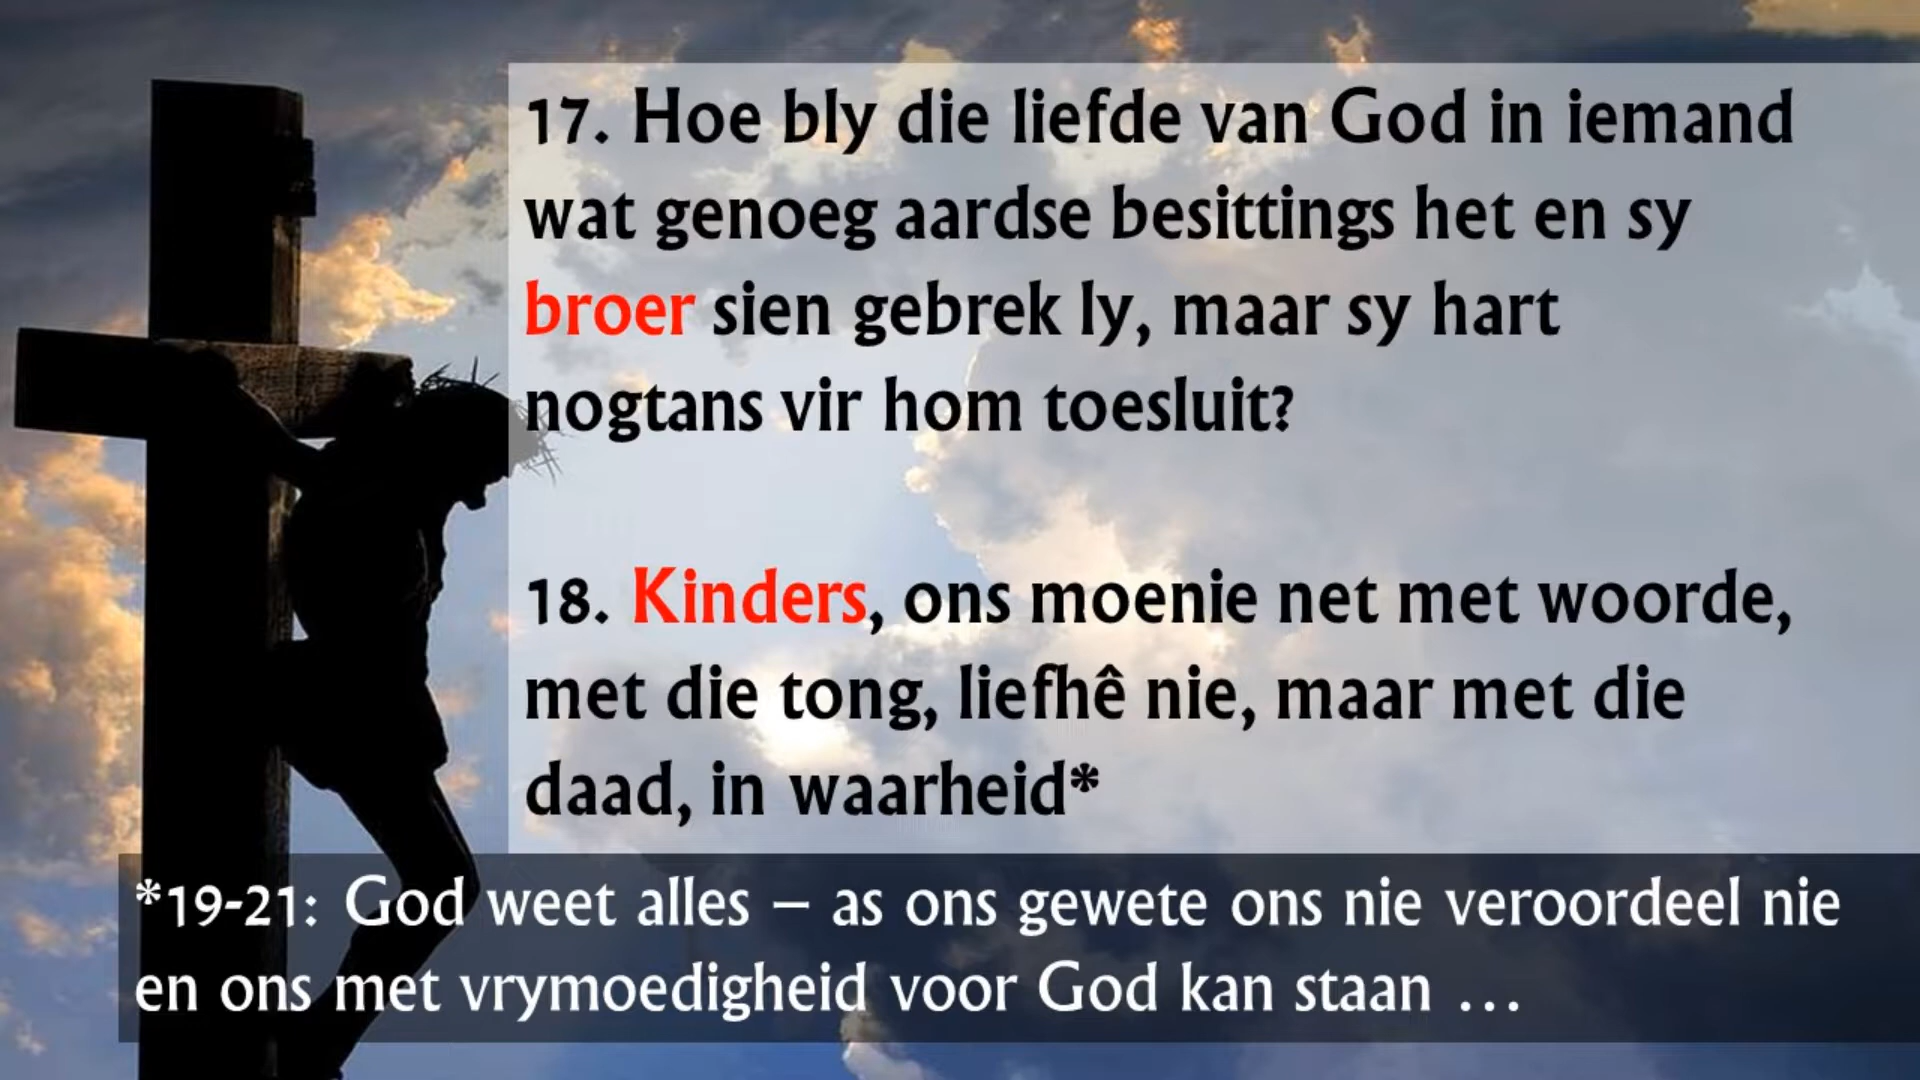 17. Hoe bly die liefde van God in iemand
wat genoeg aardse besittings het en sy
broer sien gebrek ly, maar sy hart
nogtans vir hom toesluit?
18. Kinders, ons moenie net met woorde,
met die tong, liefhê nie, maar met die
daad, in waarheid*
*19-21: God weet alles – as ons gewete ons nie veroordeel nie
en ons met vrymoedigheid voor God kan staan …